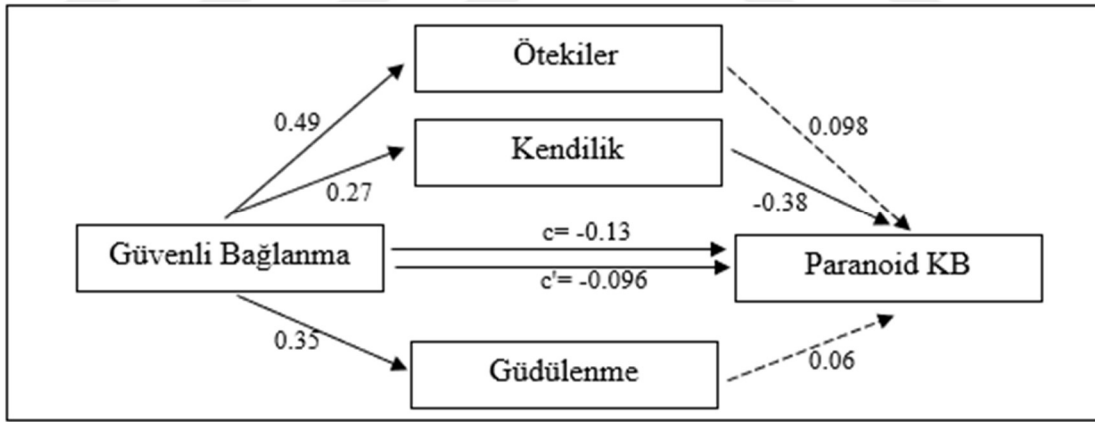 Ötekiler
0.49
0.098
Kendilik
0.27
-0.38
Güvenli Bağlanma
c= -0.13
c'= -0.096
Paranoid KB
0.35
Güdülenme
0.06